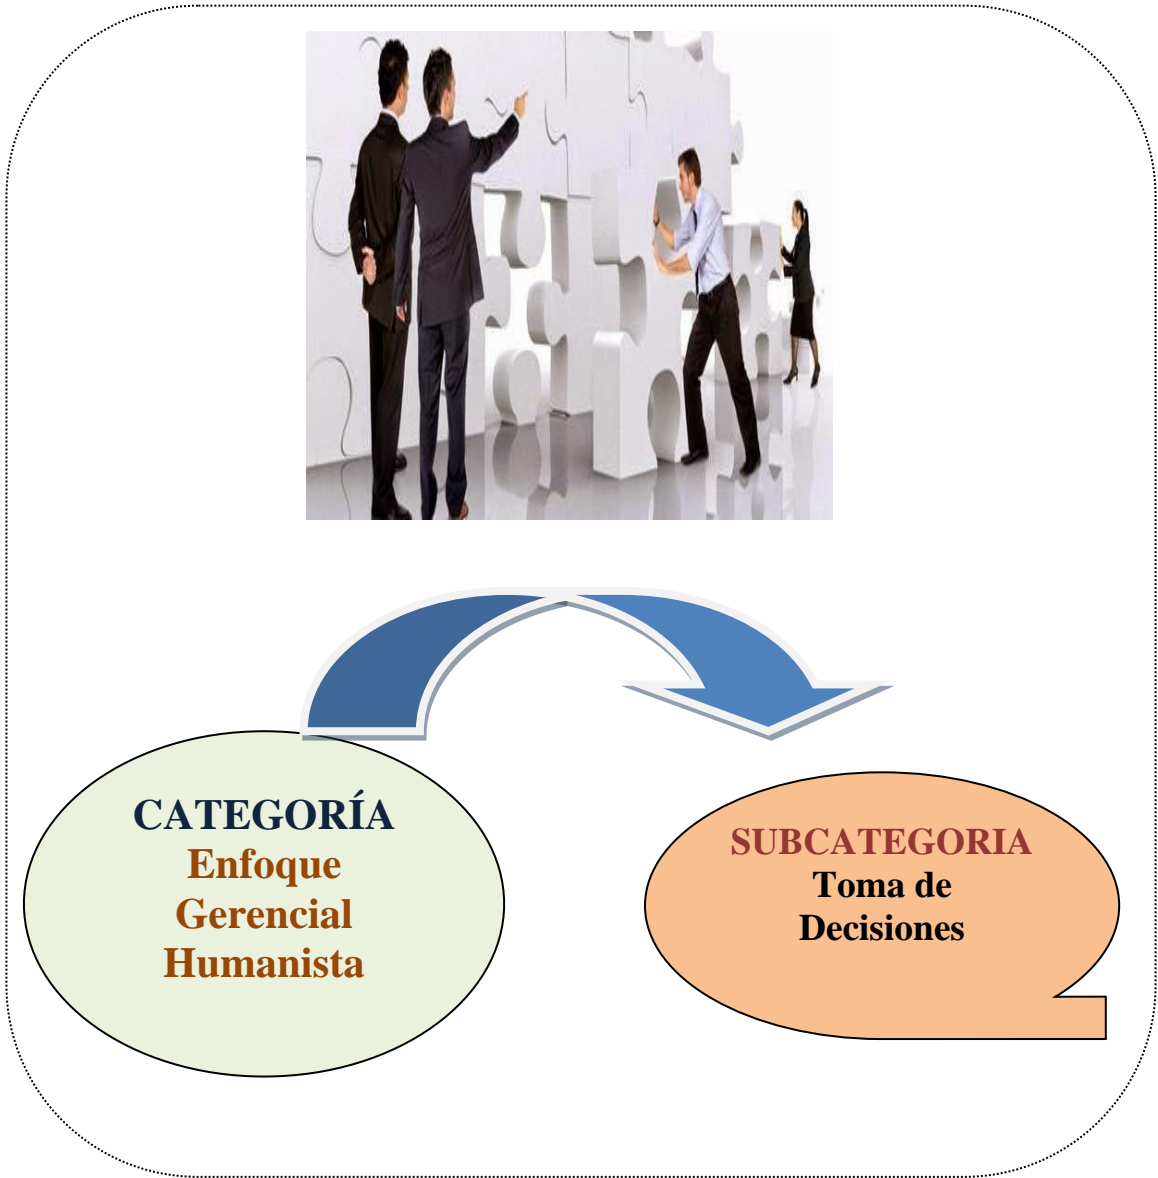 CATEGORÍA
Enfoque
Gerencial
Humanista
SUBCATEGORIA
Toma de
Decisiones